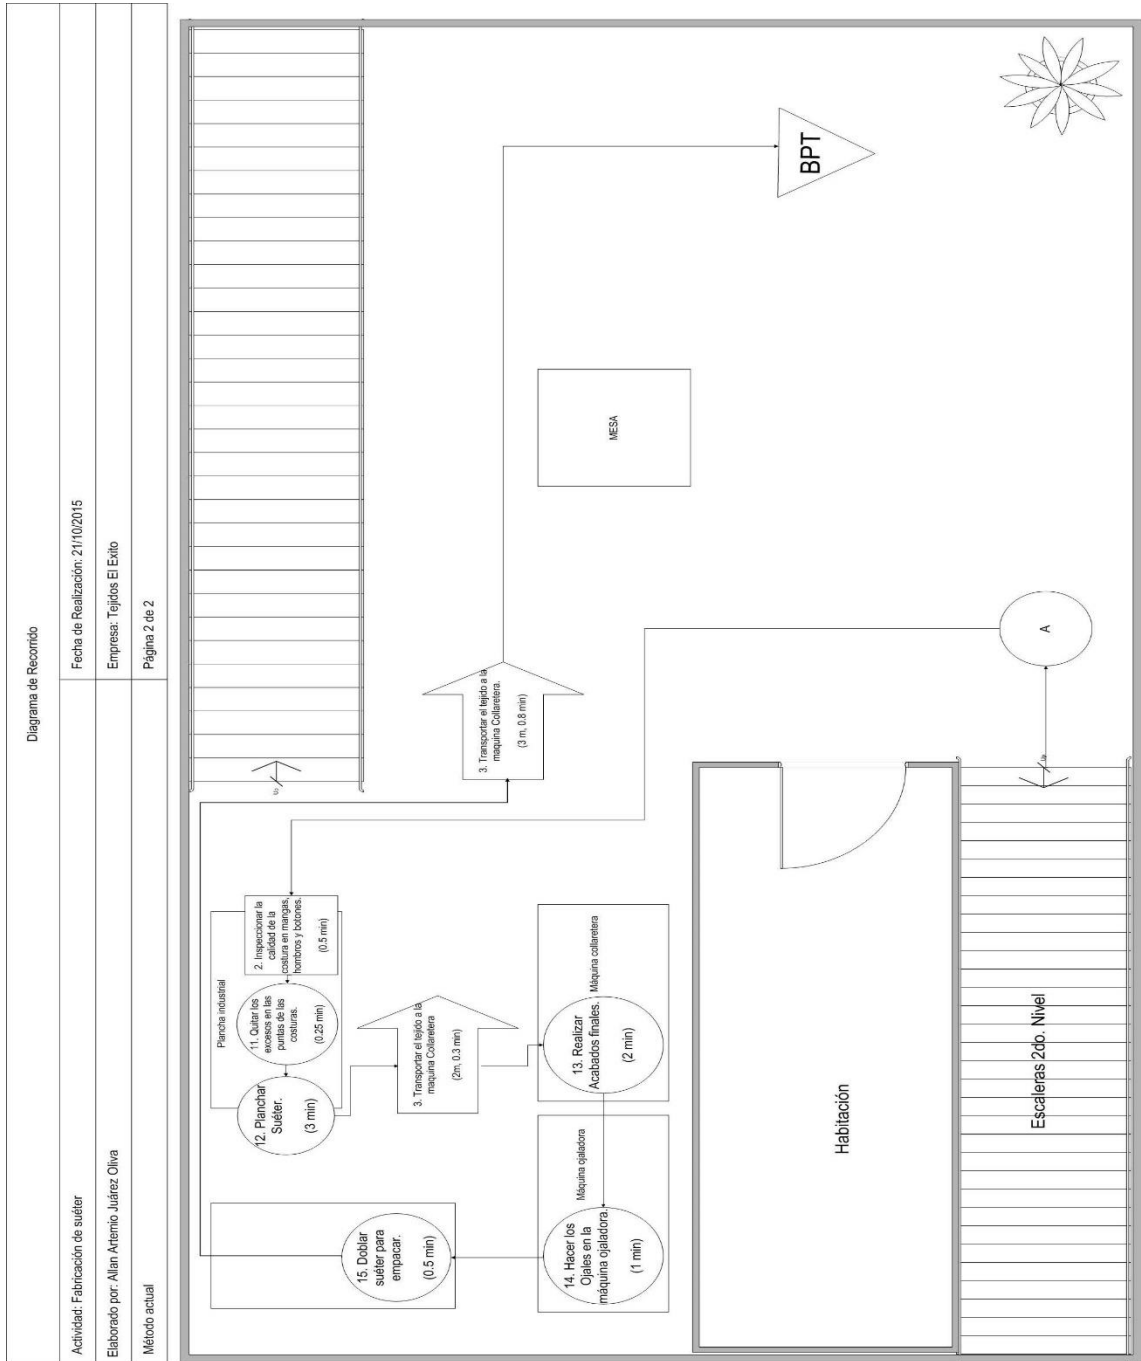 Diagrama de Recorrido
Actividad: Fabricación de suéter
Fecha de Realización: 21/10/2015
Elaborado por: Allan Artemio Juárez Oliva
Empresa: Tejidos El Exito
Método actual
Página 2 de 2
Up
Plancha industrial
2. Inspeccionar la
calidad de la
costura en mangas,
hombros y botones.
(0.5 min)
11. Quitar los
excesos en las
puntas de las
costuras.
(0.25 min)
12. Planchar
Suéter.
(3 min)
3. Transportar el tejido a la
maquina Collaretera
(2m, 0.3 min)
Máquina collaretera
13. Realizar
Acabados finales.
(2 min)
Máquina ojaladora
14. Hacer los
Ojales en la
máquina ojaladora.
(1 min)
15. Doblar
suéter para
empacar.
(0.5 min)
3. Transportar el tejido a la
maquina Collaretera.
(3 m, 0.8 min)
BPT
MESA
A
Up
Habitación
Escaleras 2do. Nivel